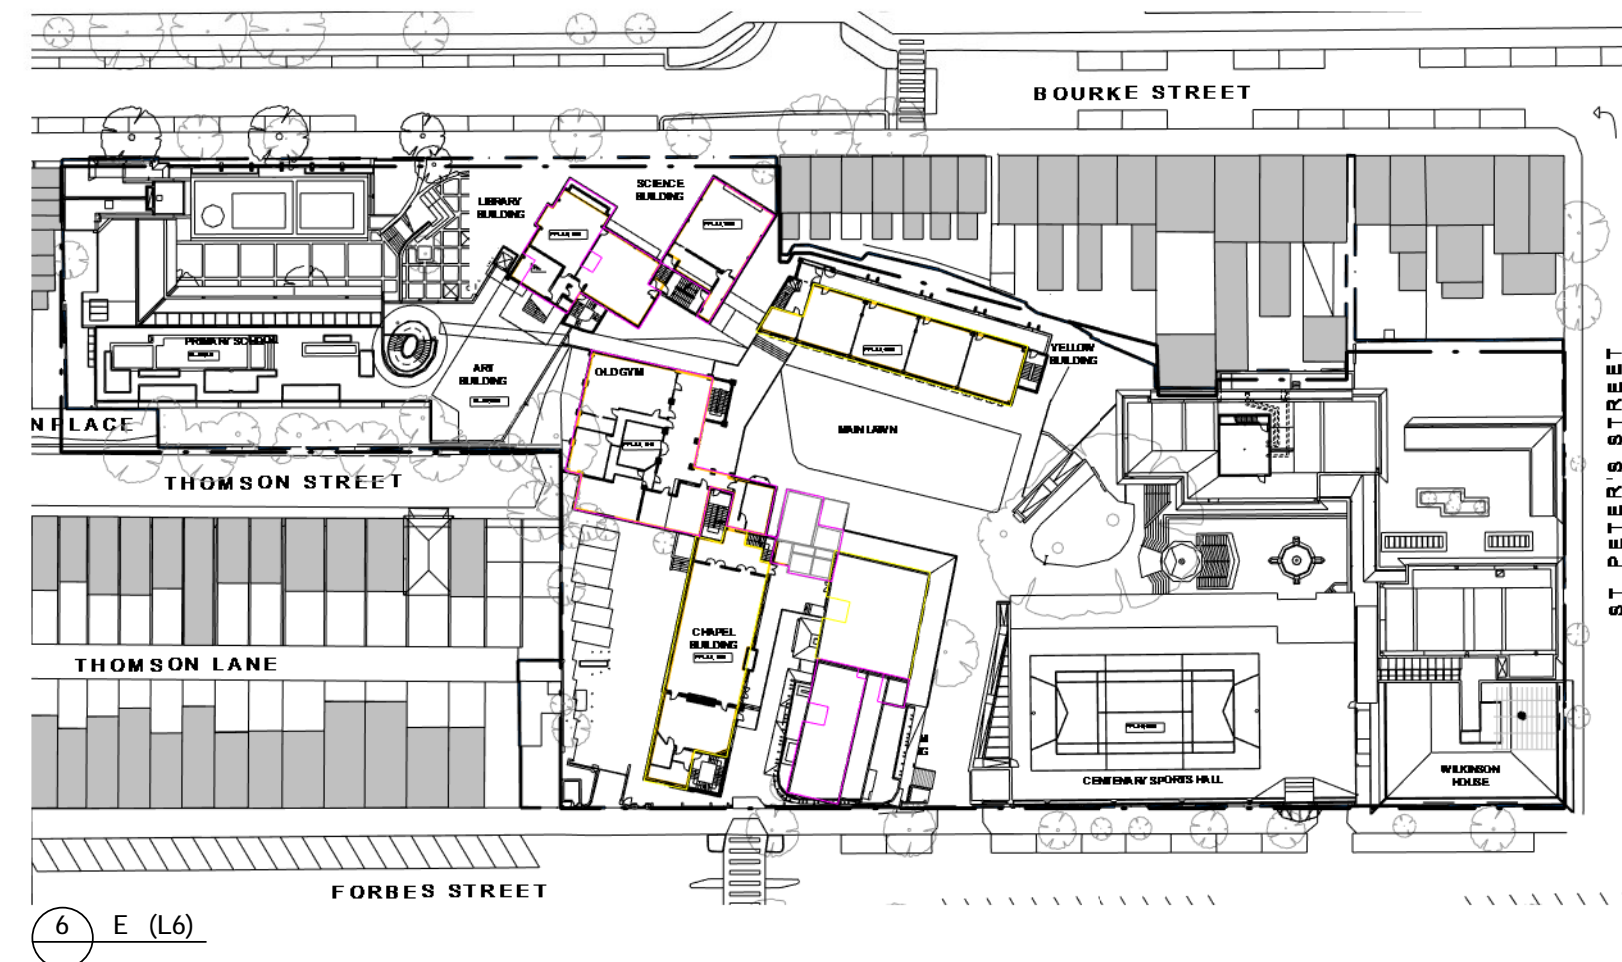 BOURKE STREET
SCIENCE
BUILDING
LIBRARY
BUILDING
PRIMARY SCHOOL
YELLOW
BUILDING
ART
BUILDING
OLD GYM
MAIN LAWN
N PLACE
THOMSON STREET
ST PETER'S STREET
CHAPEL
BUILDING
THOMSON LANE
CENTENARY SPORTS HALL
WILKINSON
HOUSE
FORBES STREET
6 E (L6)